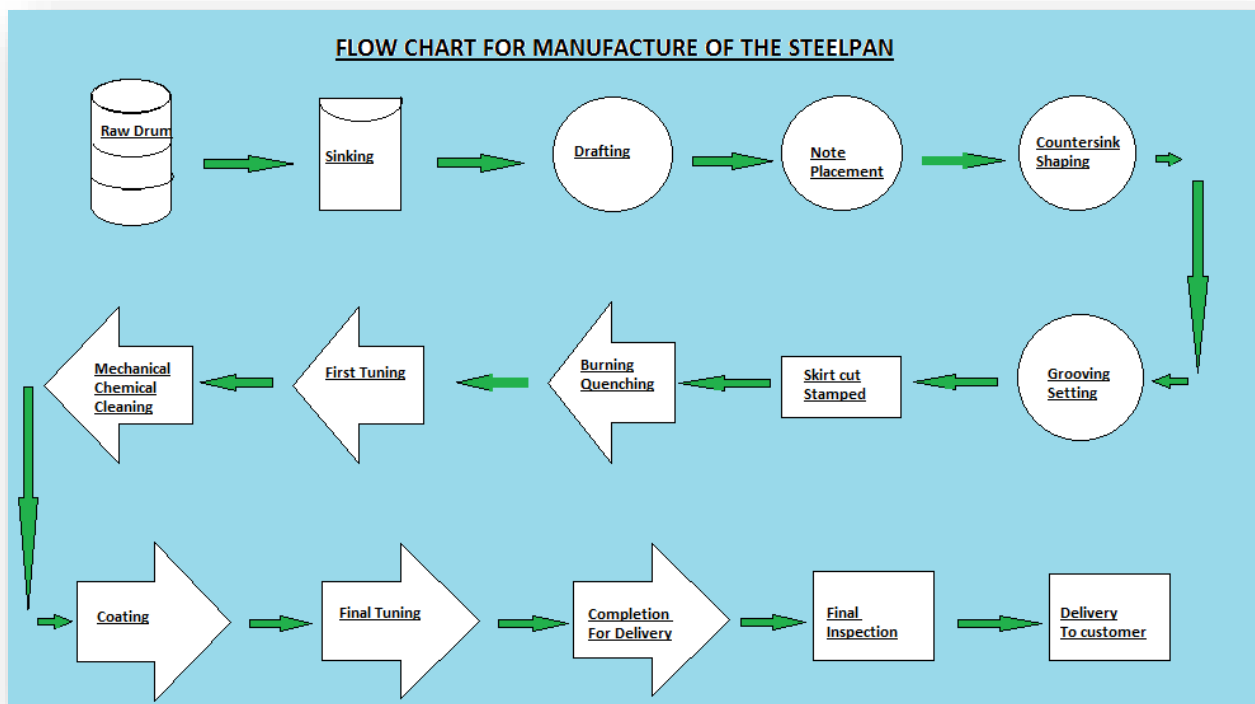 FLOW CHART FOR MANUFACTURE OF THE STEELPAN
Raw Drum
Sinking
Drafting
Note
Placement
Countersink
Shaping
Grooving
Setting
Skirt cut
Stamped
Burning
Quenching
First Tuning
Mechanical
Chemical
Cleaning
Coating
Final Tuning
Completion
For Delivery
Final
Inspection
Delivery
To customer